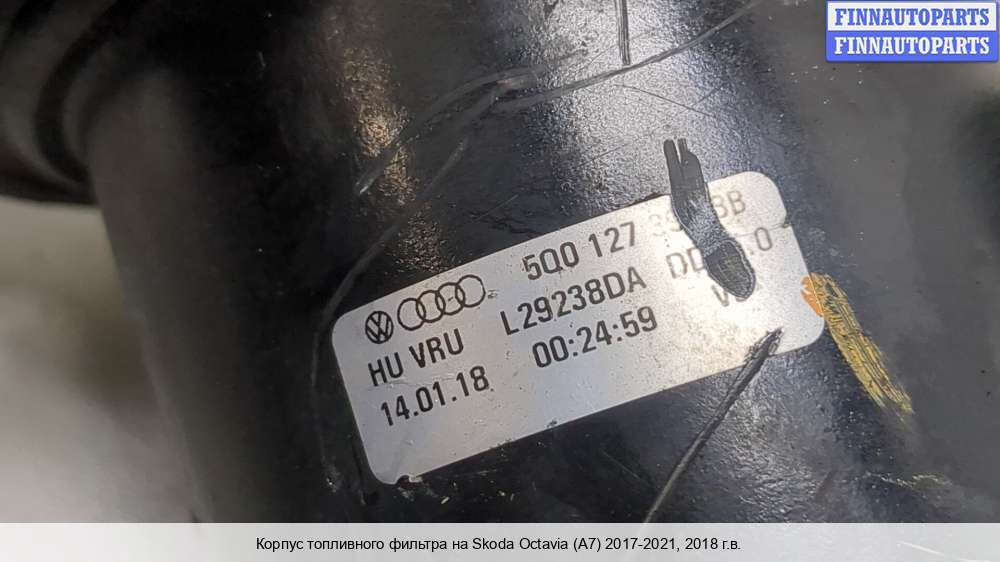 FINNAUTOPARTS
FINNAUTOPARTS
5Q0 127
HU VRU L29238DA
14.01.18 00:24:59
Корпус топливного фильтра на Skoda Octavia (A7) 2017-2021, 2018 г.в.